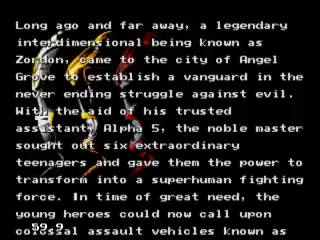 Long ago and far away, a legendary
interdimensional being known as
Zordon, came to the city of Angel
Grove to establish a vanguard in the
never ending struggle against evil.
With the aid of his trusted
assistant, Alpha 5, the noble master
sought out six extraordinary
teenagers and gave them the power to
transform into a superhuman fighting
force. In time of great need, the
young heroes could now call upon
colossal assault vehicles known as
59.9